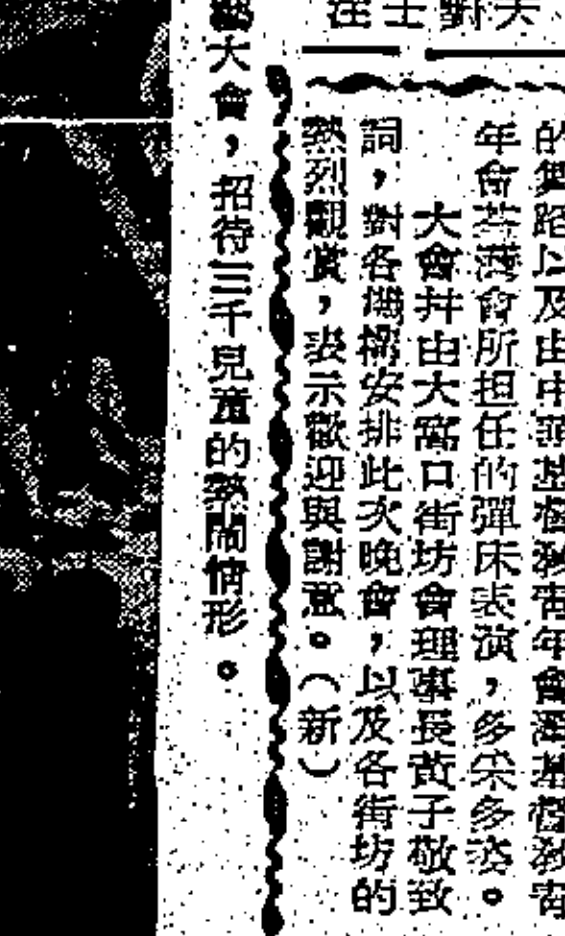 的舞蹈以及由中華基督教青年會基督教青
年會荃灣會所担任的彈床表演，多采多姿。
大會并由大窩口街坊會理事長黃子敬致
詞，對各機構安排此次晚會，以及各街坊的
熱烈觀賞，表示歡迎與謝意。（新）
大會，招待三千兒童的熱鬧情形。